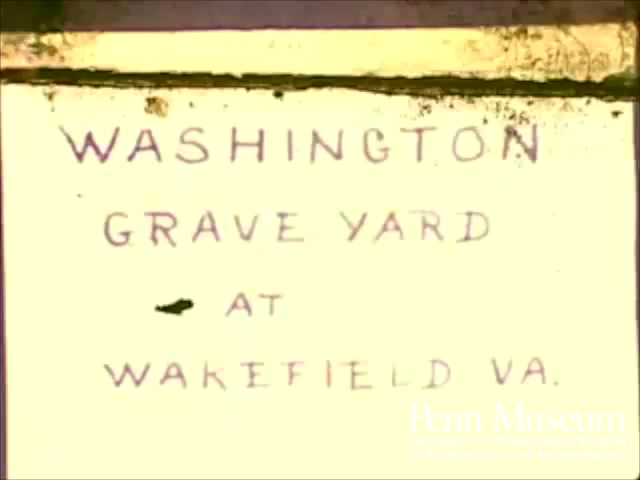 WASHINGTON
GRAVE YARD
AT
WAKEFIELD VA.
Penn Museum